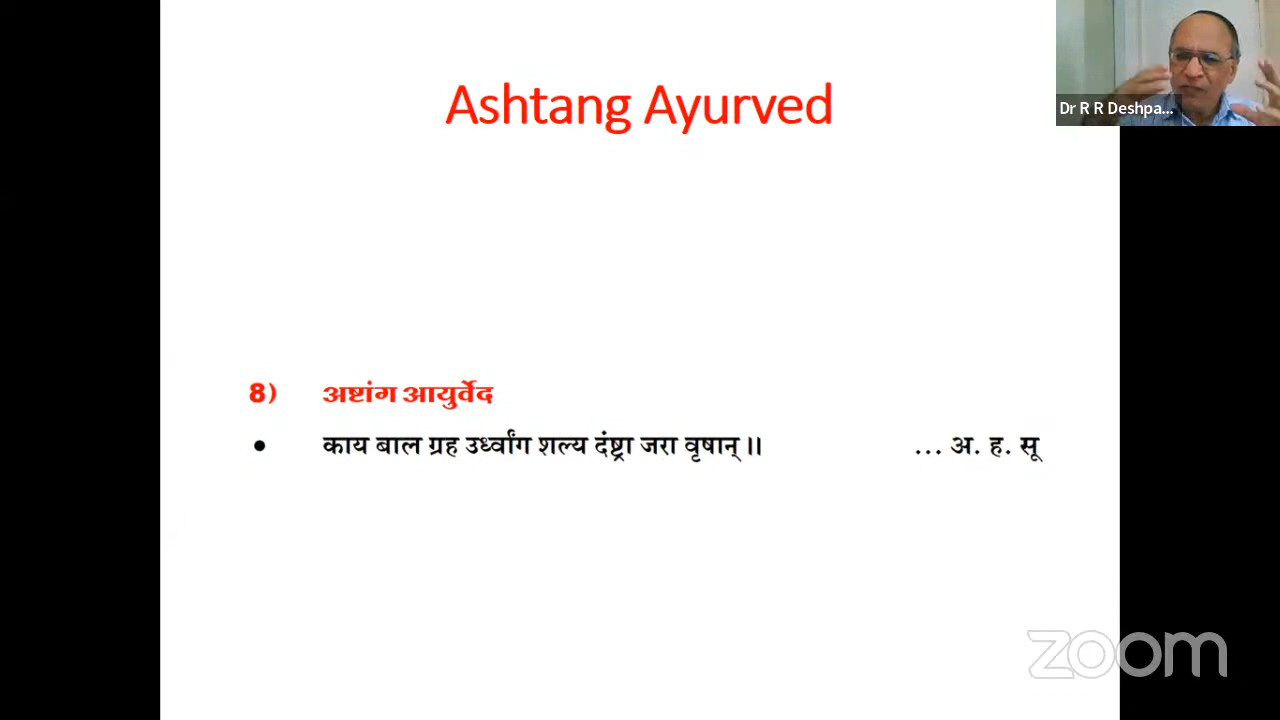 Ashtang Ayurved
Dr R R Deshpa...
8) अष्टांग आयुर्वेद
• काय बाल ग्रह उर्ध्वांग शल्य दंष्ट्रा जरा वृषान् ।। ... अ. ह. सू
zoom